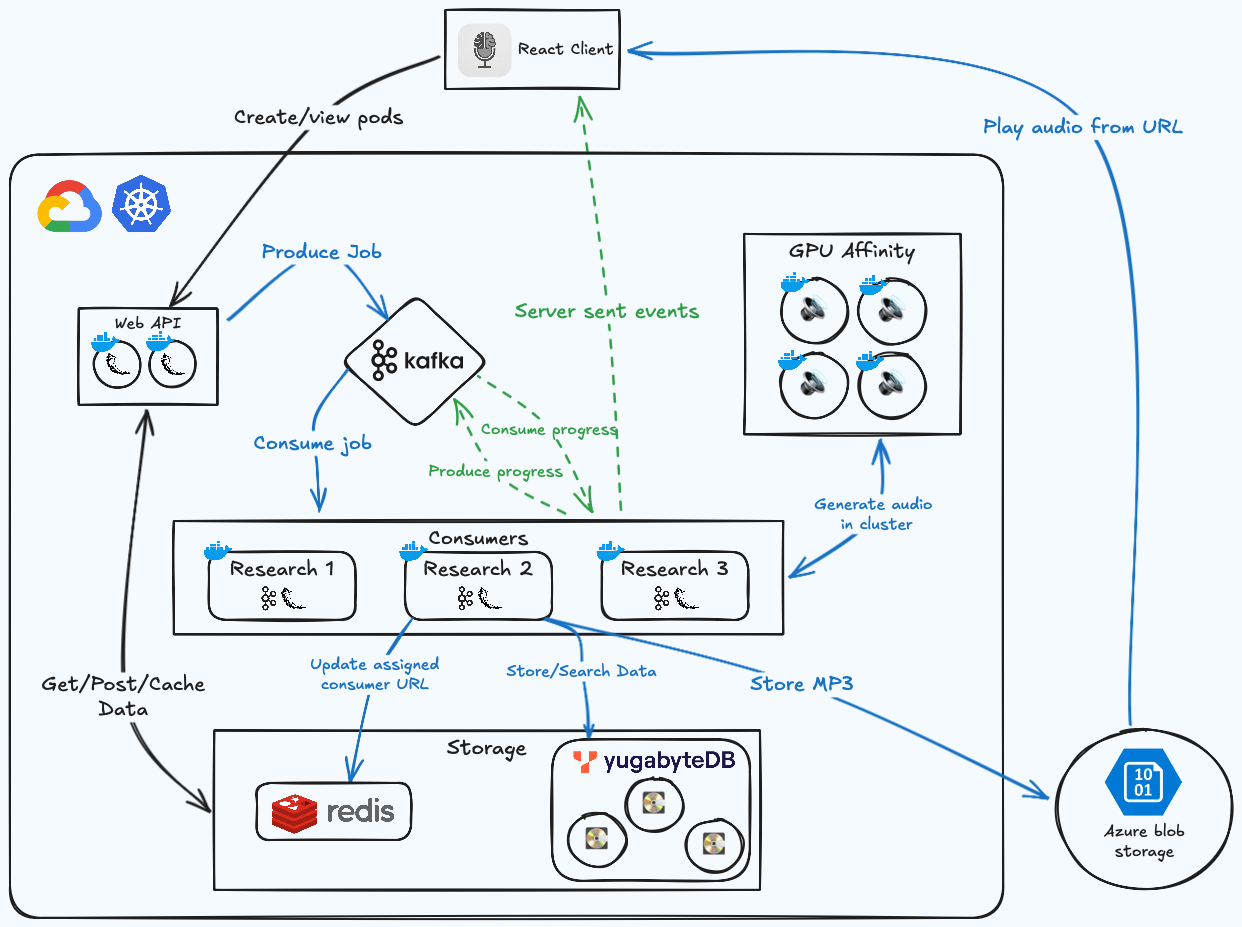 React Client
Create/view pods
Play audio from URL
Produce Job
GPU Affinity
Server sent events
Web API
kafka
Consume progress
Consume job
Produce progress
Generate audio
in cluster
Consumers
Research 1
Research 2
Research 3
Update assigned
consumer URL
Store/Search Data
Get/Post/Cache
Data
Store MP3
Storage
yugabyteDB
redis
10
01
Azure blob
storage